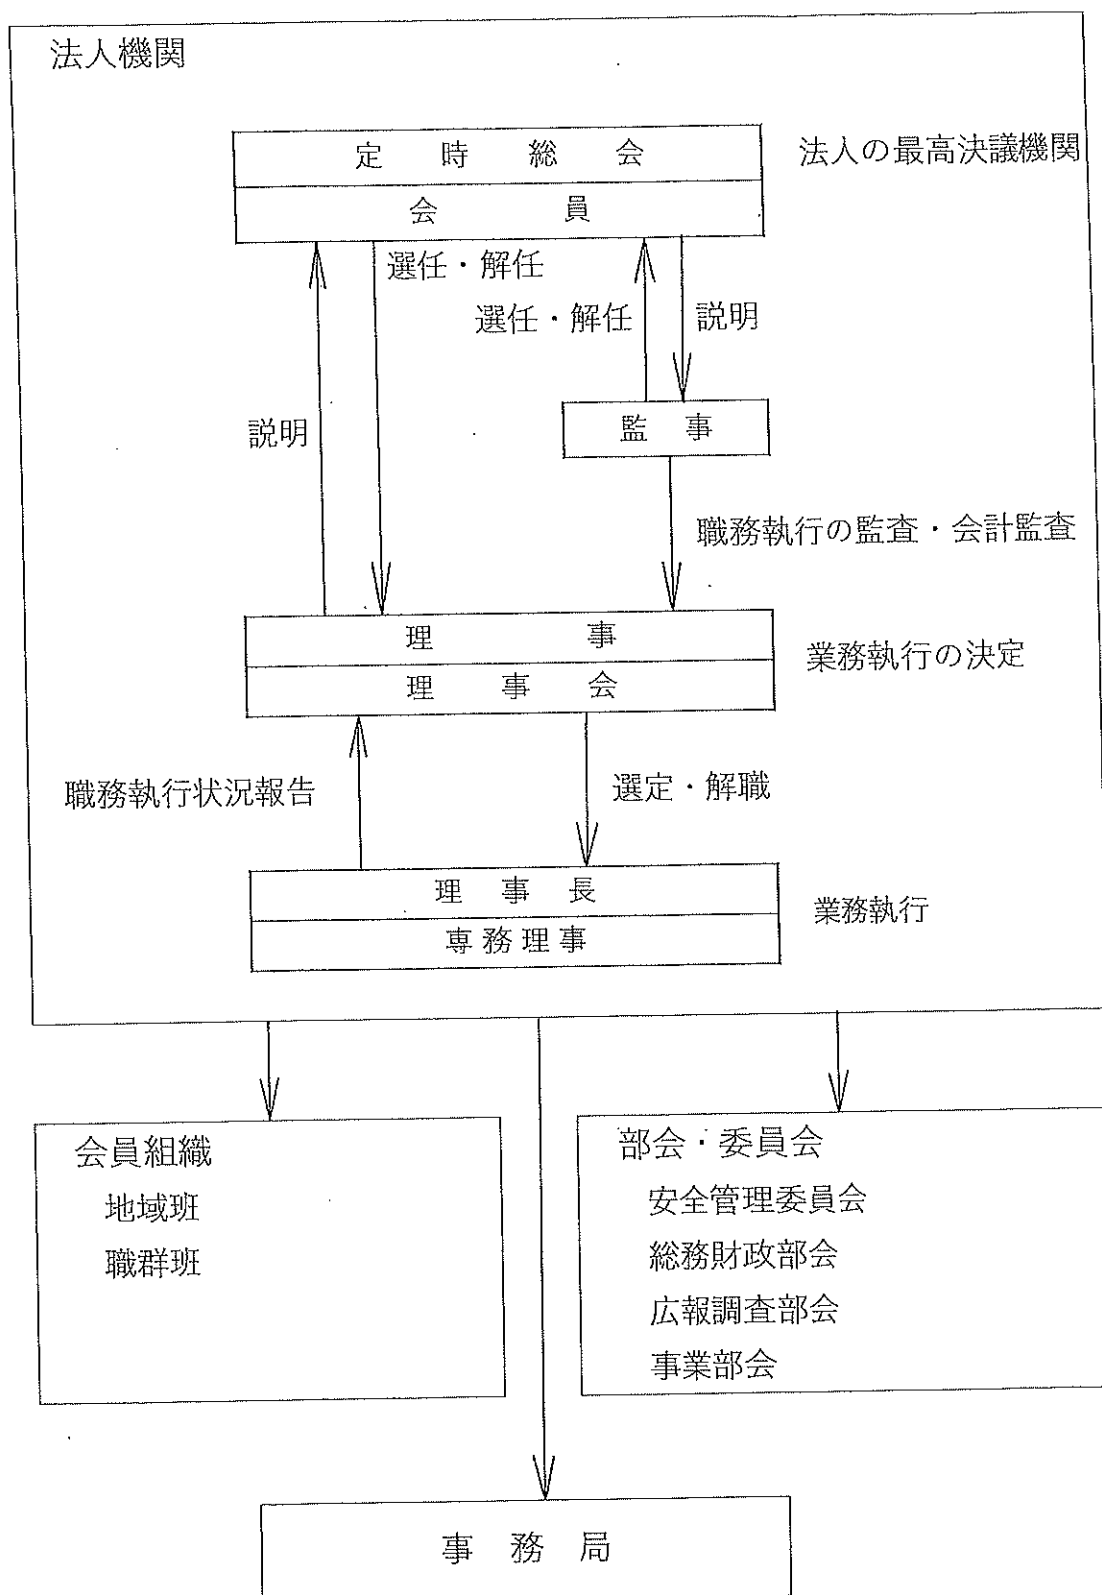 法人機関
定時総会
法人の最高決議機関
会員
選任・解任
選任・解任
説明
説明
監事
職務執行の監査・会計監査
理事
業務執行の決定
理事会
職務執行状況報告
選定・解職
理事長
業務執行
専務理事
会員組織
地域班
職群班
部会・委員会
安全管理委員会
総務財政部会
広報調査部会
事業部会
事務局